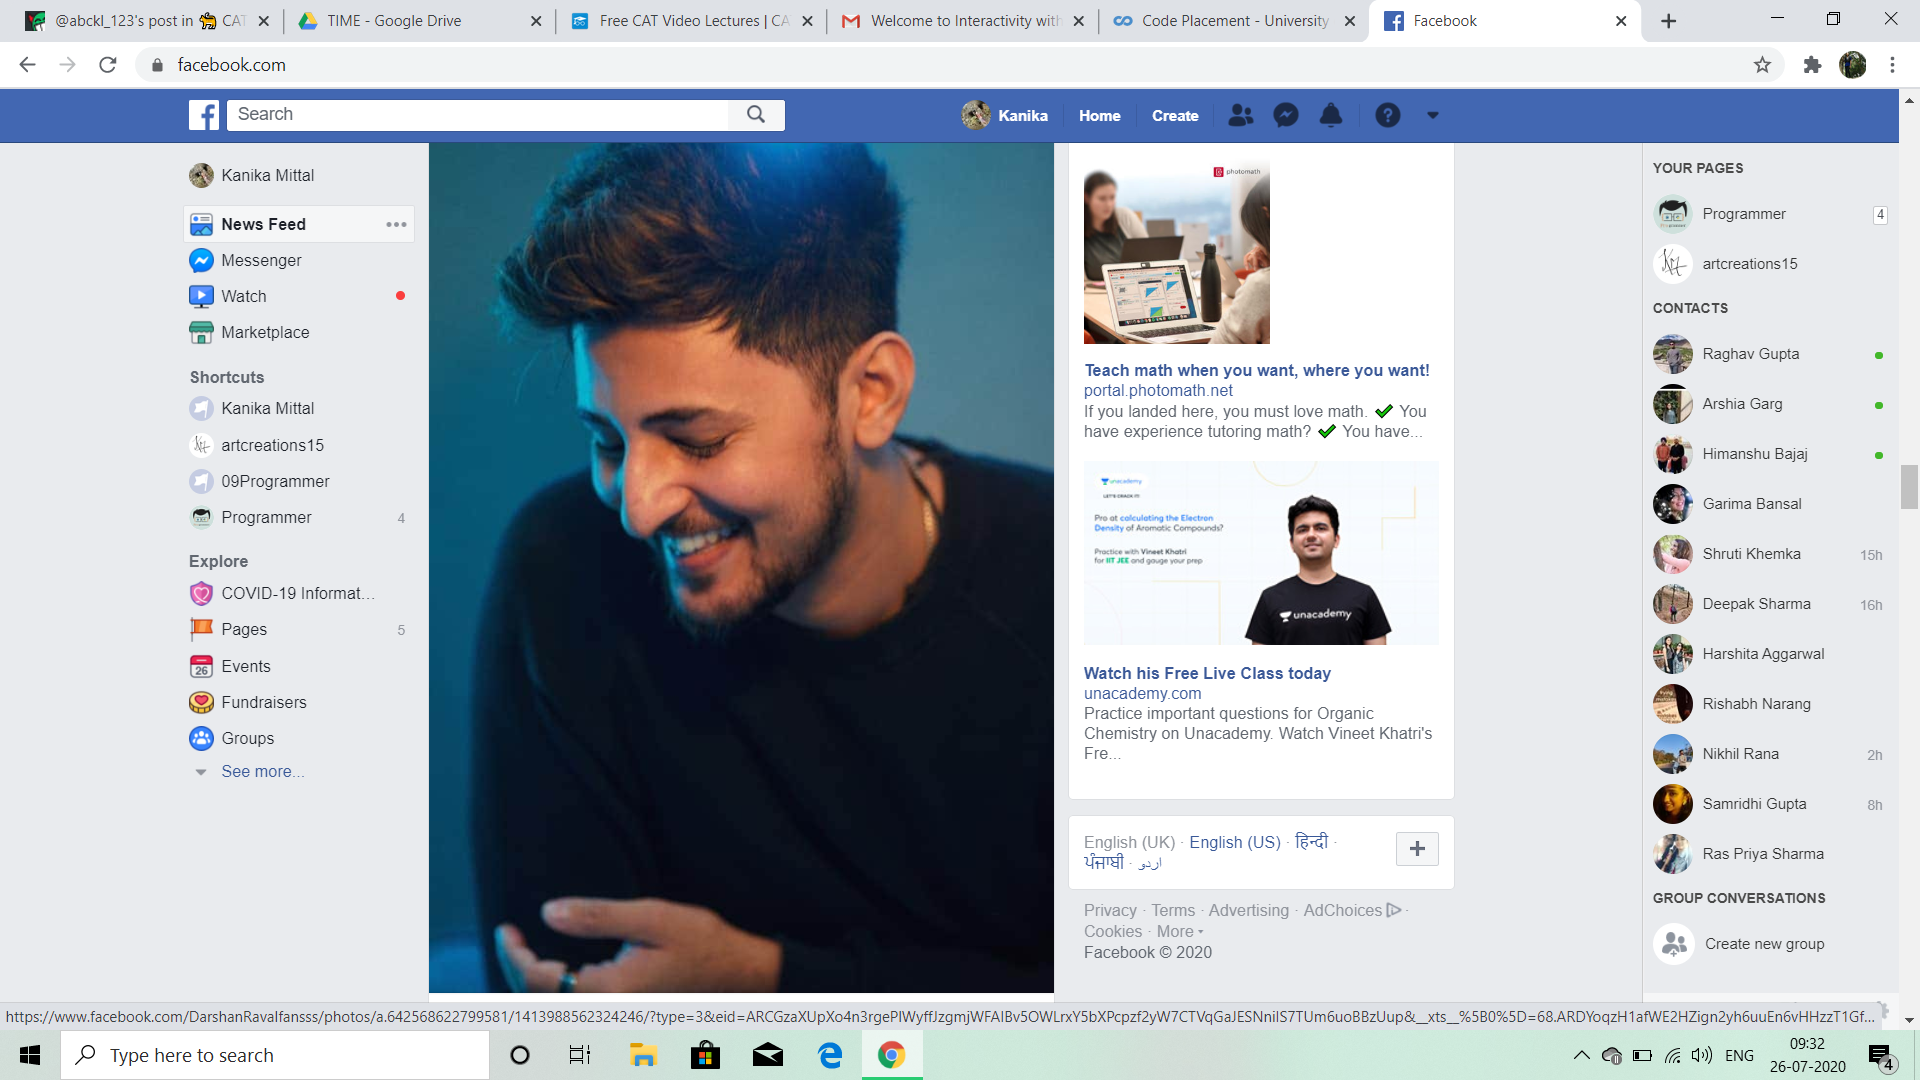 @abckl_123's post in 🐅 CAT
TIME - Google Drive
Free CAT Video Lectures | CA
Welcome to Interactivity with
Code Placement - University
Facebook
facebook.com
Search
Kanika
Home
Create
Kanika Mittal
News Feed
Messenger
Watch
Marketplace
Shortcuts
Kanika Mittal
artcreations15
09Programmer
Programmer 4
Explore
COVID-19 Informat...
Pages 5
Events
Fundraisers
Groups
See more...
photomath
Teach math when you want, where you want!
portal.photomath.net
If you landed here, you must love math. ✔ You
have experience tutoring math? ✔ You have...
unacademy
LET'S CRACK IT!
Pro at calculating the Electron
Density of Aromatic Compounds?
Practice with Vineet Khatri
for IIT JEE and gauge your prep
unacademy
Watch his Free Live Class today
unacademy.com
Practice important questions for Organic
Chemistry on Unacademy. Watch Vineet Khatri's
Fre...
English (UK) · English (US) · हिन्दी ·
ਪੰਜਾਬੀ · اردو
Privacy · Terms · Advertising · AdChoices ·
Cookies · More
Facebook © 2020
YOUR PAGES
Programmer 4
artcreations15
CONTACTS
Raghav Gupta
Arshia Garg
Himanshu Bajaj
Garima Bansal
Shruti Khemka 15h
Deepak Sharma 16h
Harshita Aggarwal
Rishabh Narang
Nikhil Rana 2h
Samridhi Gupta 8h
Ras Priya Sharma
GROUP CONVERSATIONS
Create new group
https://www.facebook.com/DarshanRavalfansss/photos/a.642568622799581/1413988562324246/?type=3&eid=ARCGzaXUpXo4n3rgePIWyffJzgmjWFAIBv5OWLrxY5bXPcpzf2yW7CTVqGaJESNniIS7TUm6uoBBzUup&__xts__%5B0%5D=68.ARDYoqzH1afWE2HZign2yh6uuEn6vHHzzT1Gf...
Type here to search
ENG
09:32
26-07-2020
4